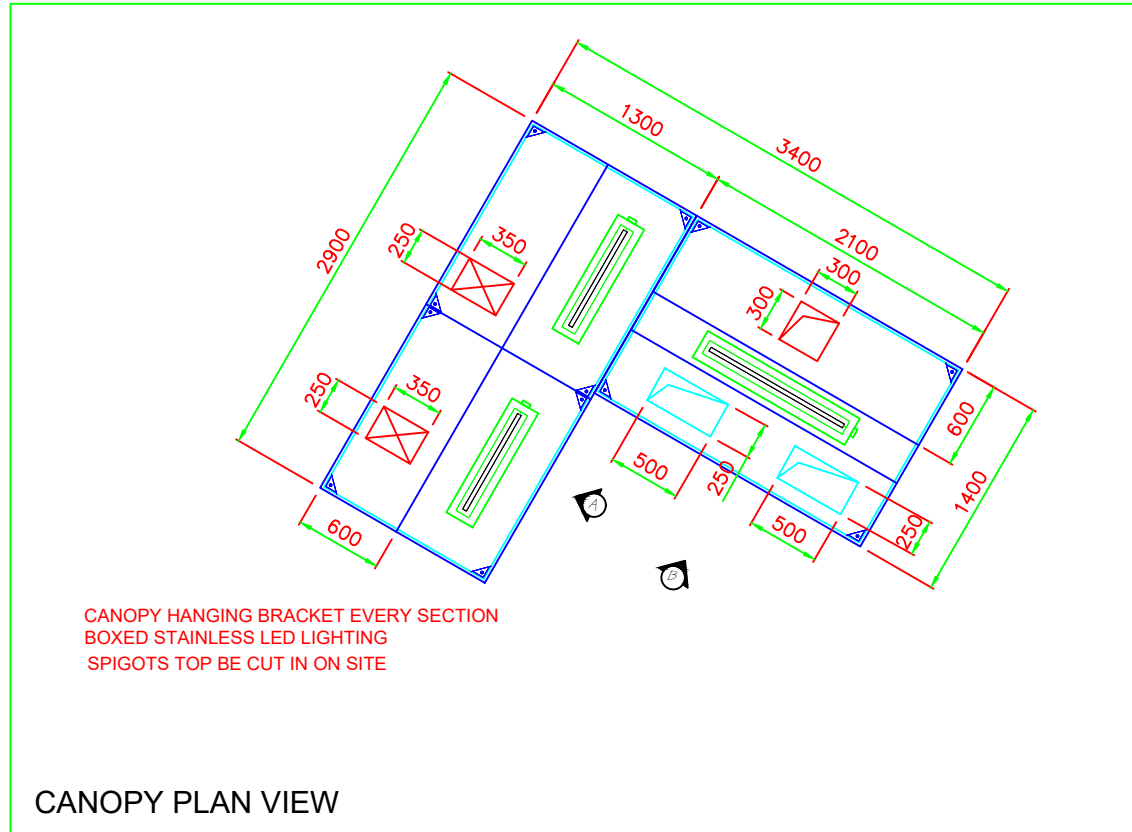 1300
3400
2900
250
350
2100
300
300
250
350
600
500
250
500
250
600
1400
A
B
CANOPY HANGING BRACKET EVERY SECTION
BOXED STAINLESS LED LIGHTING
SPIGOTS TOP BE CUT IN ON SITE
CANOPY PLAN VIEW